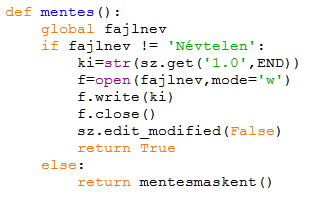 def mentes():
    global fajlnev
    if fajlnev != 'Névtelen':
        ki=str(sz.get('1.0',END))
        f=open(fajlnev,mode='w')
        f.write(ki)
        f.close()
        sz.edit_modified(False)
        return True
    else:
        return mentesmaskent()